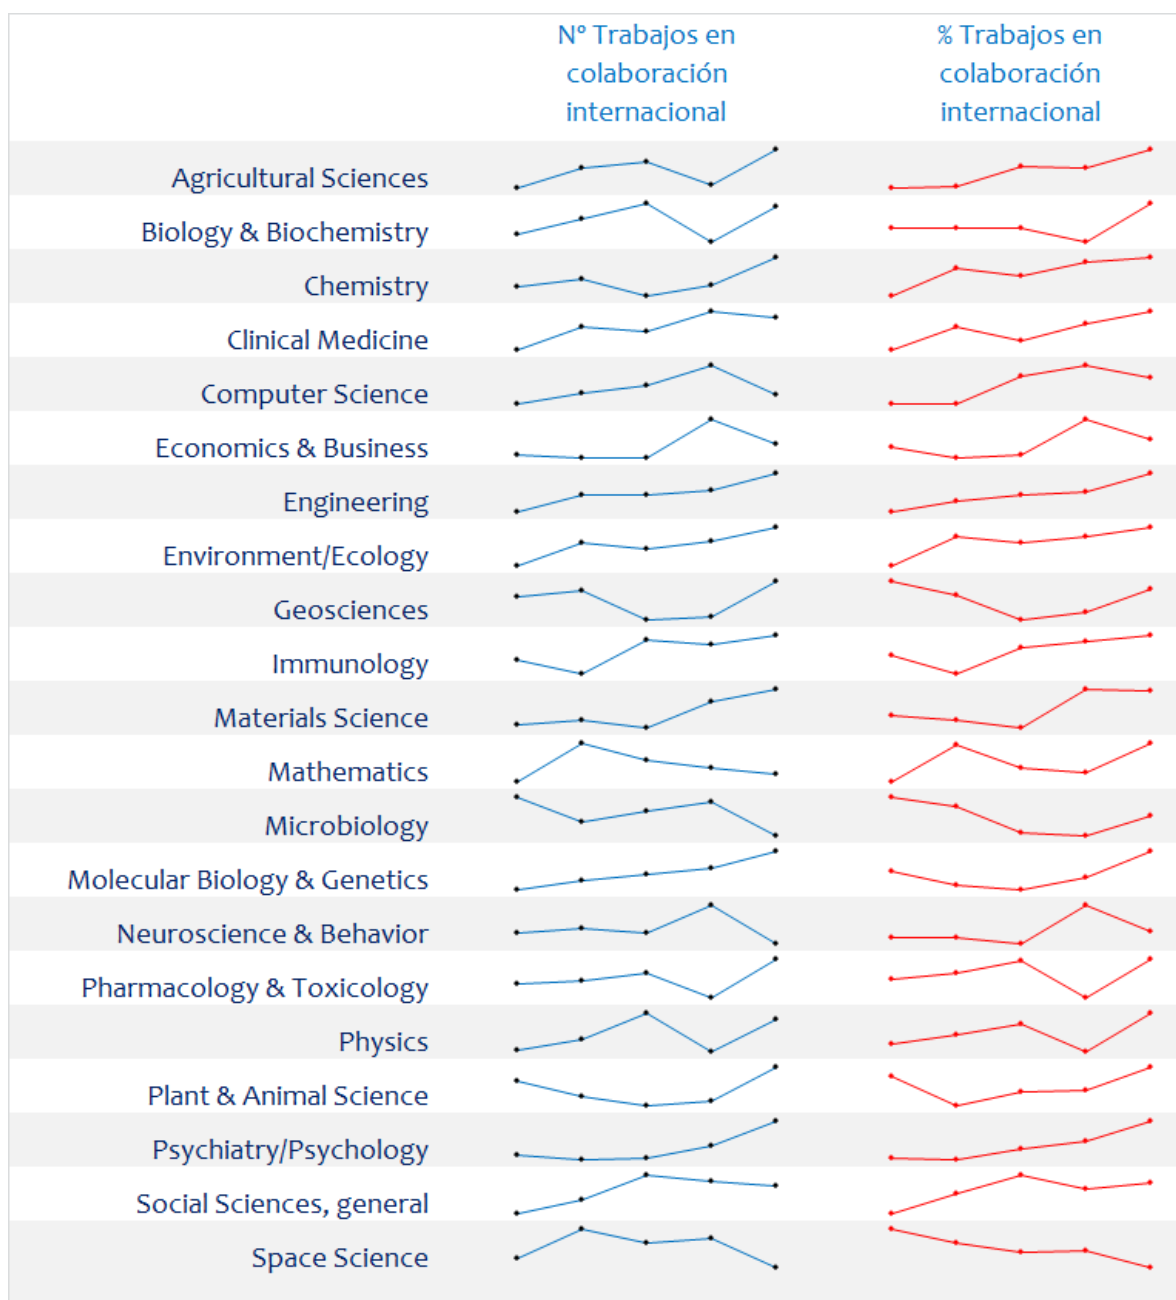 Nº Trabajos en
colaboración
internacional
% Trabajos en
colaboración
internacional
Agricultural Sciences
Biology & Biochemistry
Chemistry
Clinical Medicine
Computer Science
Economics & Business
Engineering
Environment/Ecology
Geosciences
Immunology
Materials Science
Mathematics
Microbiology
Molecular Biology & Genetics
Neuroscience & Behavior
Pharmacology & Toxicology
Physics
Plant & Animal Science
Psychiatry/Psychology
Social Sciences, general
Space Science